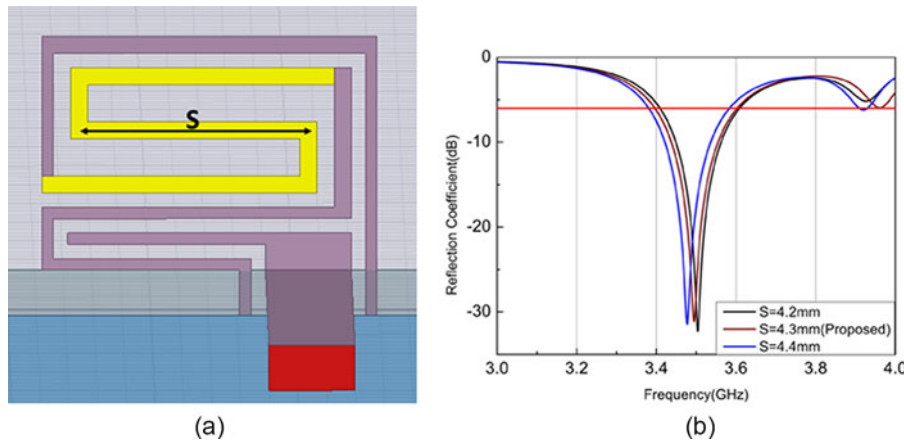 S
(a)
0
-10
-20
-30
Reflection Coefficient(dB)
S=4.2mm
S=4.3mm(Proposed)
S=4.4mm
3.0 3.2 3.4 3.6 3.8 4.0
Frequency(GHz)
(b)